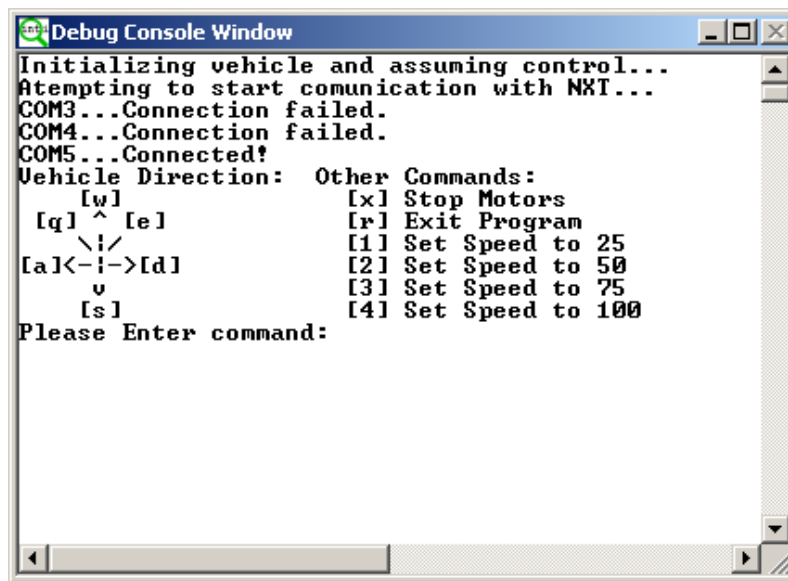 Debug Console Window
Initializing vehicle and assuming control...
Atempting to start comunication with NXT...
COM3...Connection failed.
COM4...Connection failed.
COM5...Connected!
Vehicle Direction:  Other Commands:
     [w]               [x] Stop Motors
 [q] ^ [e]             [r] Exit Program
    \¦/                [1] Set Speed to 25
[a]<-¦->[d]            [2] Set Speed to 50
     v                 [3] Set Speed to 75
    [s]                [4] Set Speed to 100
Please Enter command: